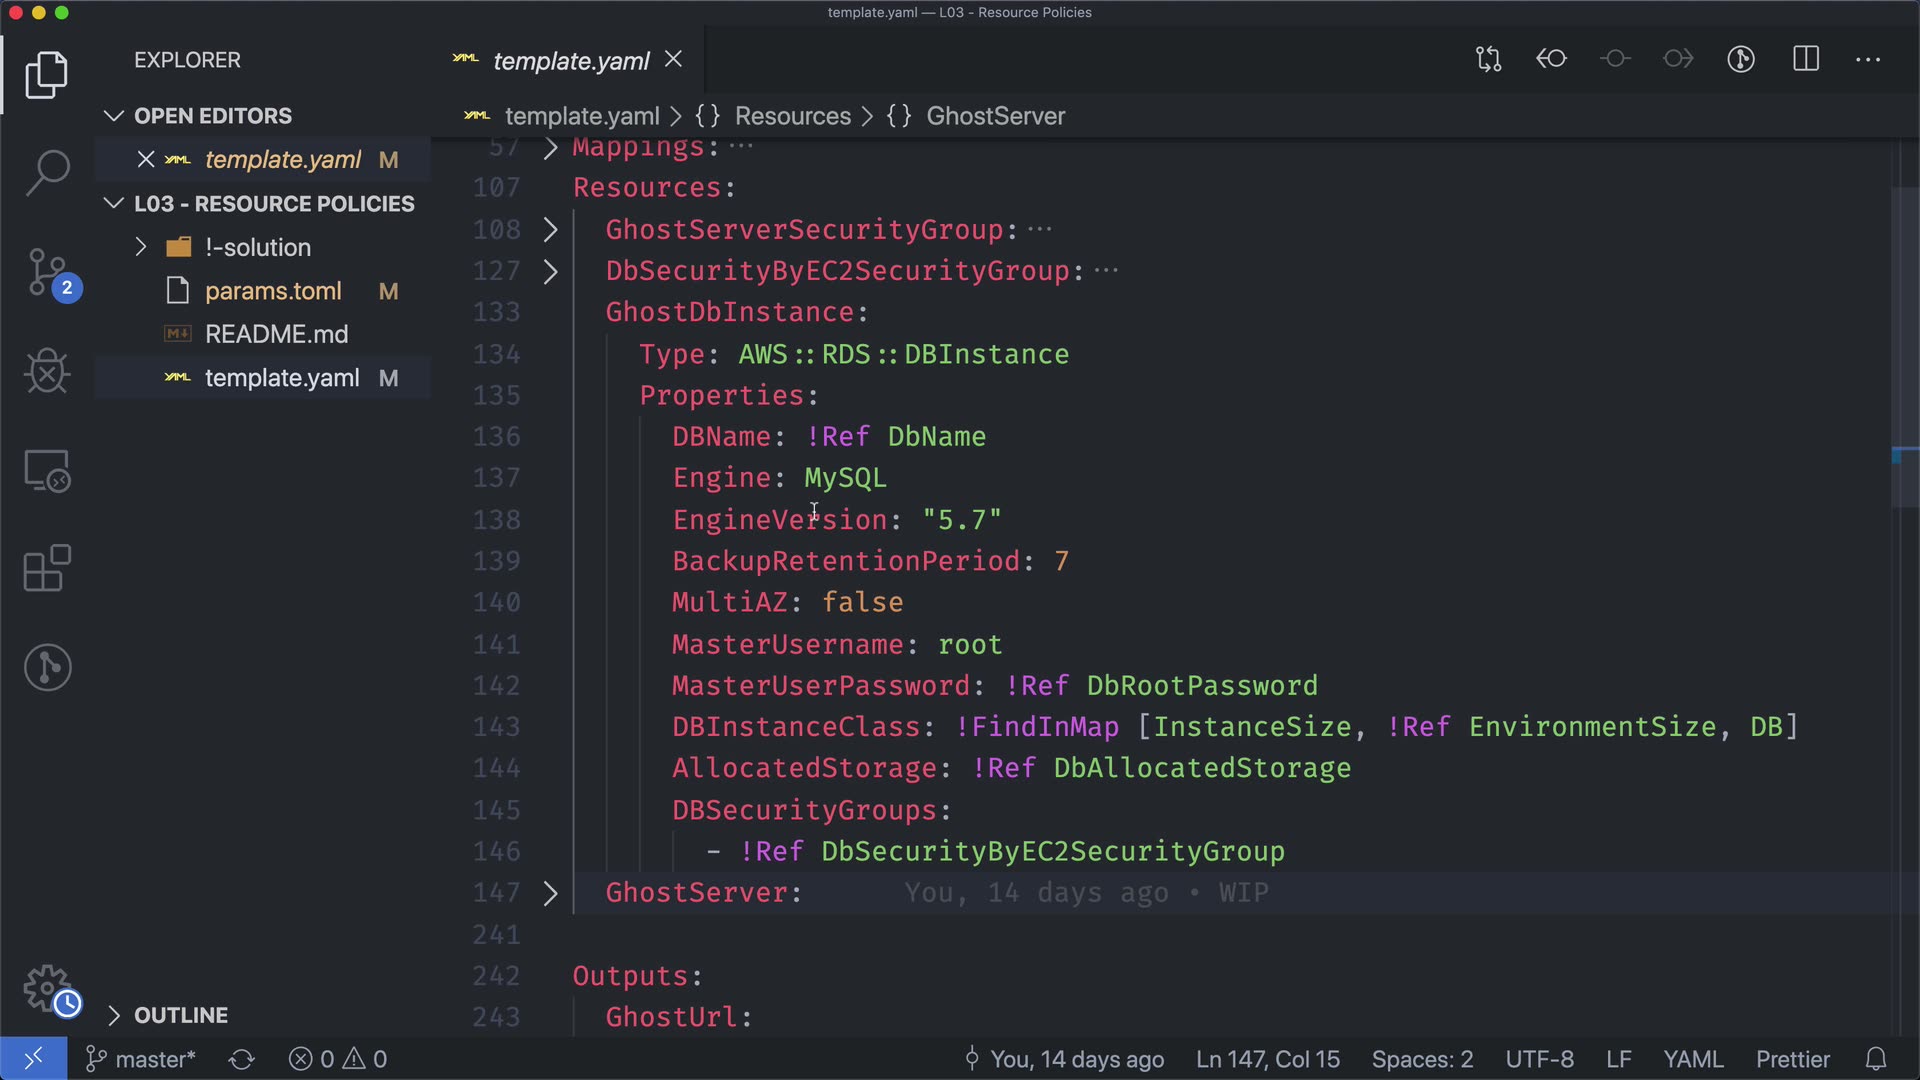 template.yaml — L03 - Resource Policies
EXPLORER
template.yaml
OPEN EDITORS
template.yaml M
L03 - RESOURCE POLICIES
!-solution
params.toml M
README.md
template.yaml M
2
OUTLINE
template.yaml > {} Resources > {} GhostServer
57 Mappings: ···
107 Resources:
108 GhostServerSecurityGroup: ···
127 DbSecurityByEC2SecurityGroup: ···
133 GhostDbInstance:
134 Type: AWS::RDS::DBInstance
135 Properties:
136 DBName: !Ref DbName
137 Engine: MySQL
138 EngineVersion: "5.7"
139 BackupRetentionPeriod: 7
140 MultiAZ: false
141 MasterUsername: root
142 MasterUserPassword: !Ref DbRootPassword
143 DBInstanceClass: !FindInMap [InstanceSize, !Ref EnvironmentSize, DB]
144 AllocatedStorage: !Ref DbAllocatedStorage
145 DBSecurityGroups:
146 - !Ref DbSecurityByEC2SecurityGroup
147 GhostServer: You, 14 days ago • WIP
241
242 Outputs:
243 GhostUrl:
master* 0 0 You, 14 days ago Ln 147, Col 15 Spaces: 2 UTF-8 LF YAML Prettier